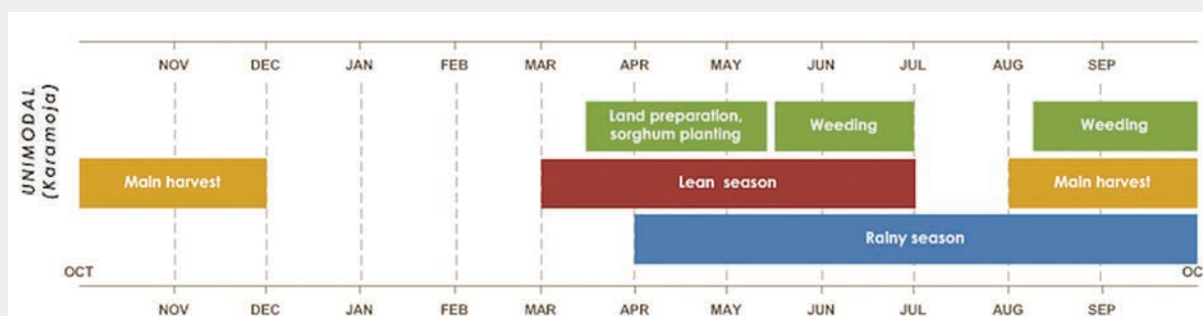 NOV DEC JAN FEB MAR APR MAY JUN JUL AUG SEP
UNIMODAL
(Karamoja)
Land preparation,
sorghum planting
Weeding
Weeding
Main harvest
Lean season
Main harvest
Rainy season
OCT
OC
NOV DEC JAN FEB MAR APR MAY JUN JUL AUG SEP